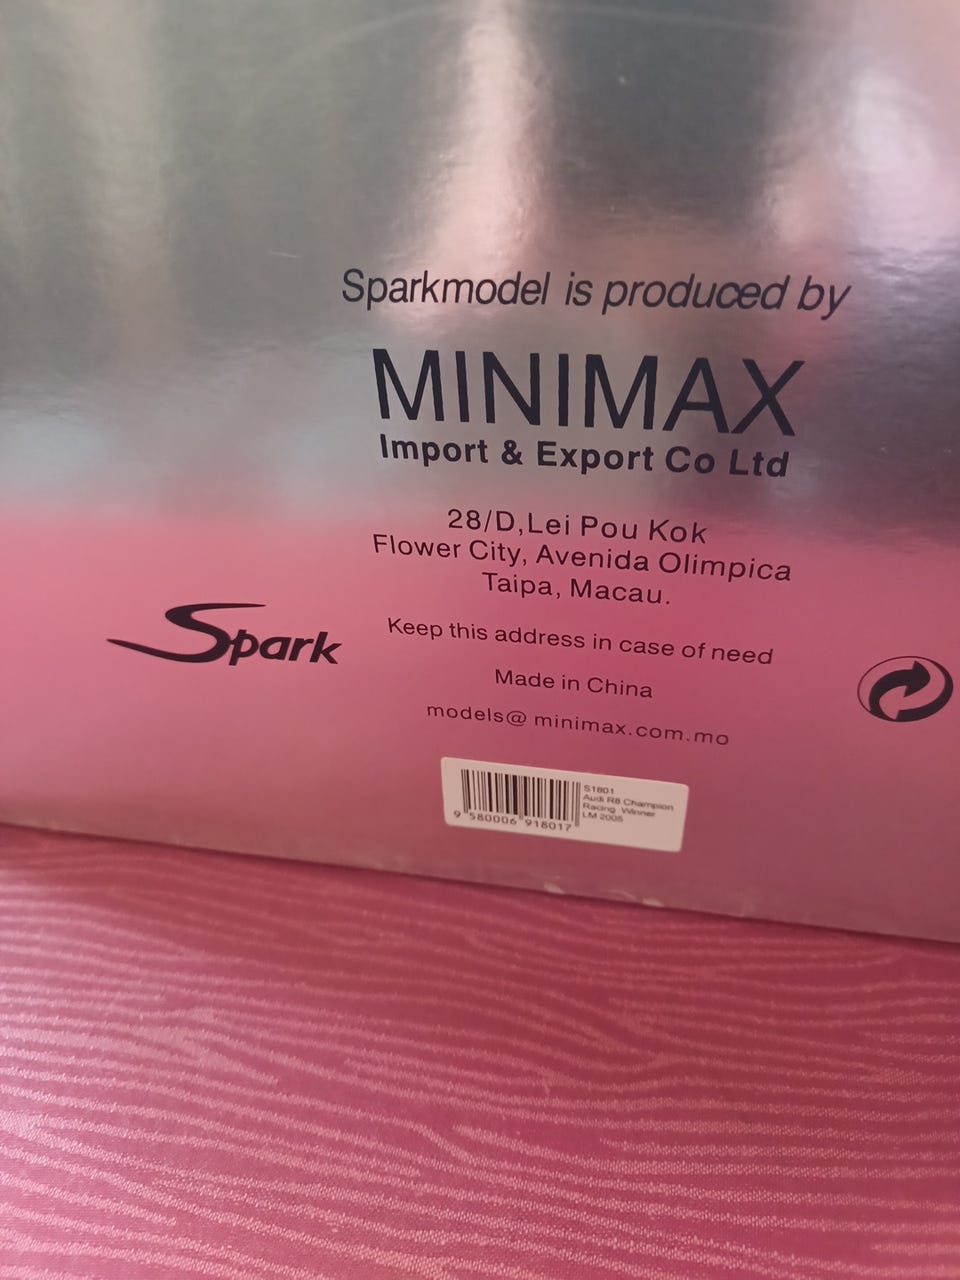 Sparkmodel is produced by
MINIMAX
Import & Export Co Ltd
28/D,Lei Pou Kok
Flower City, Avenida Olimpica
Taipa, Macau.
Spark
Keep this address in case of need
Made in China
models@ minimax.com.mo
S1801
Audi R8 Champion
Racing Winner
LM 2005
9 580006 918017